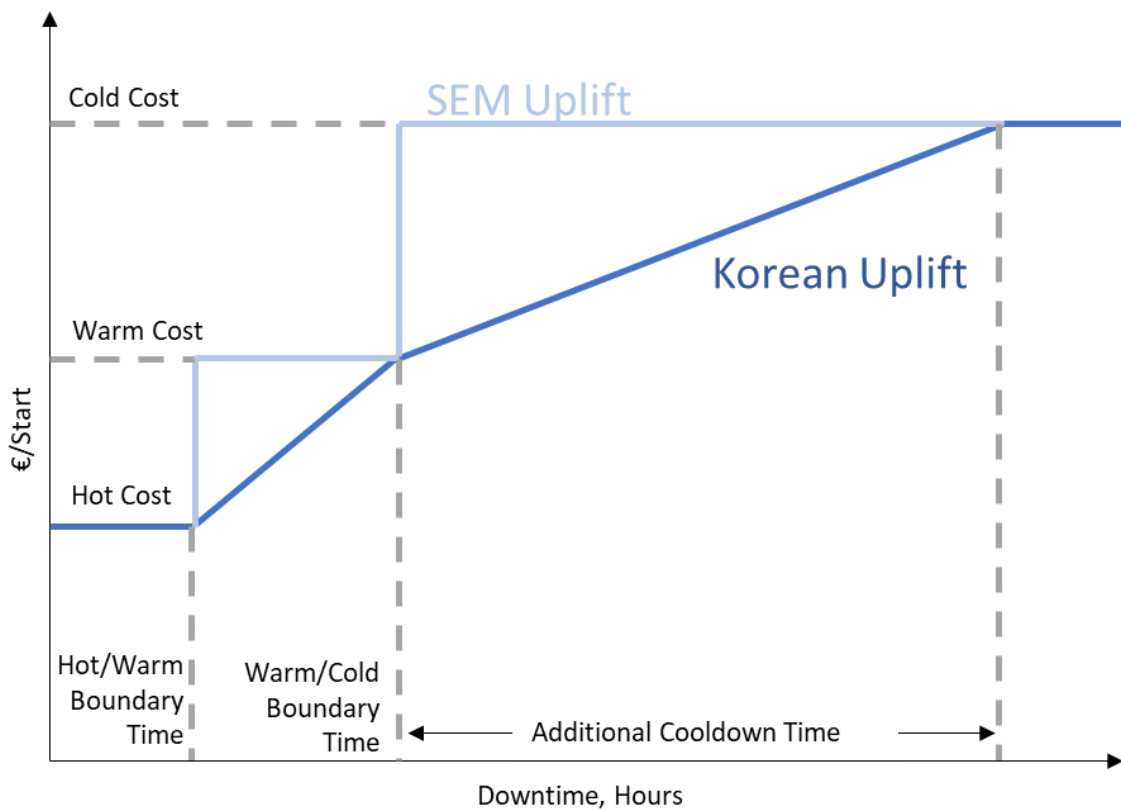 Cold Cost
SEM Uplift
Korean Uplift
Warm Cost
€/Start
Hot Cost
Hot/Warm
Boundary
Time
Warm/Cold
Boundary
Time
Additional Cooldown Time
Downtime, Hours